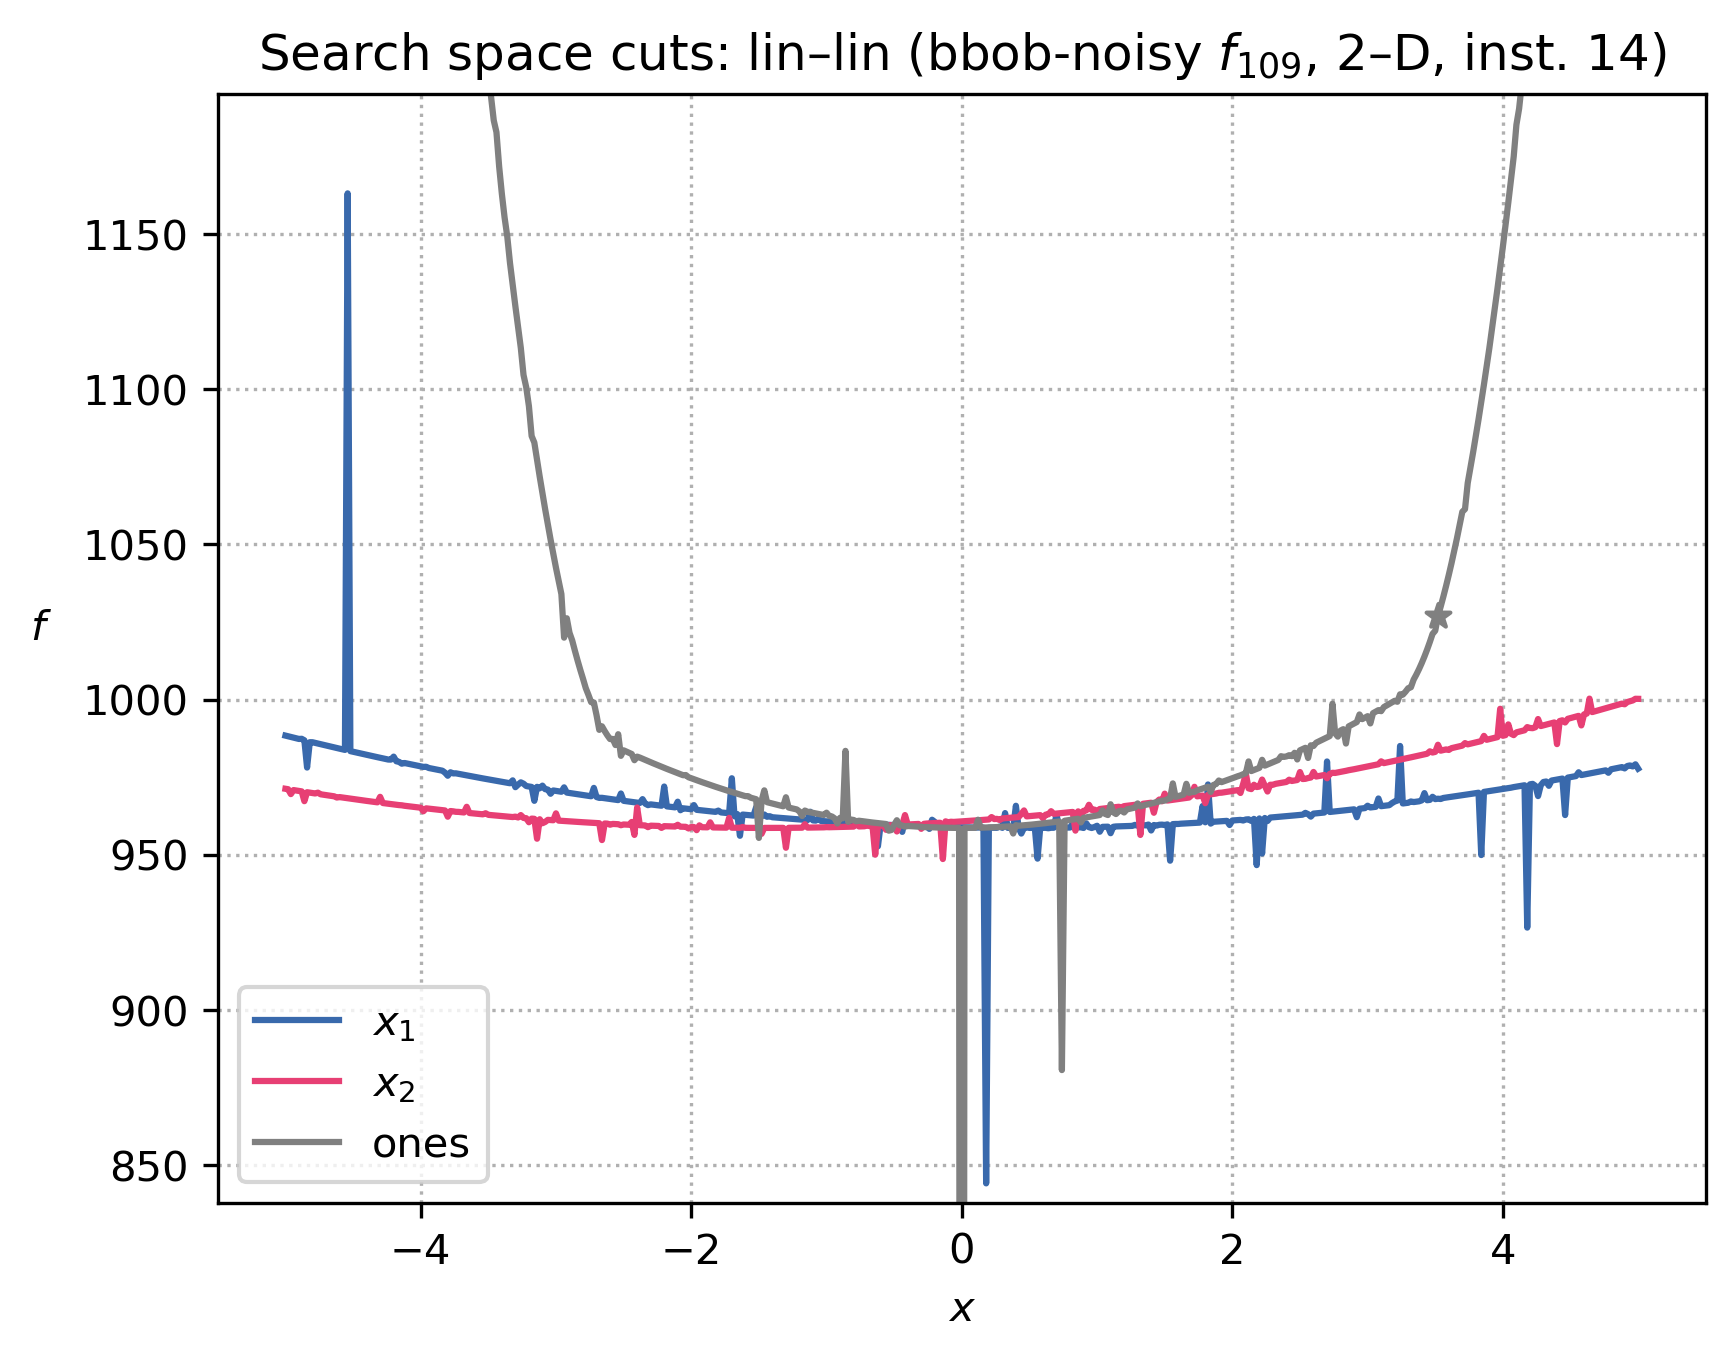 Search space cuts: lin–lin (bbob-noisy f109, 2–D, inst. 14)
1150
1100
1050
f
1000
950
900
850
x1
x2
ones
−4
−2
0
2
4
x